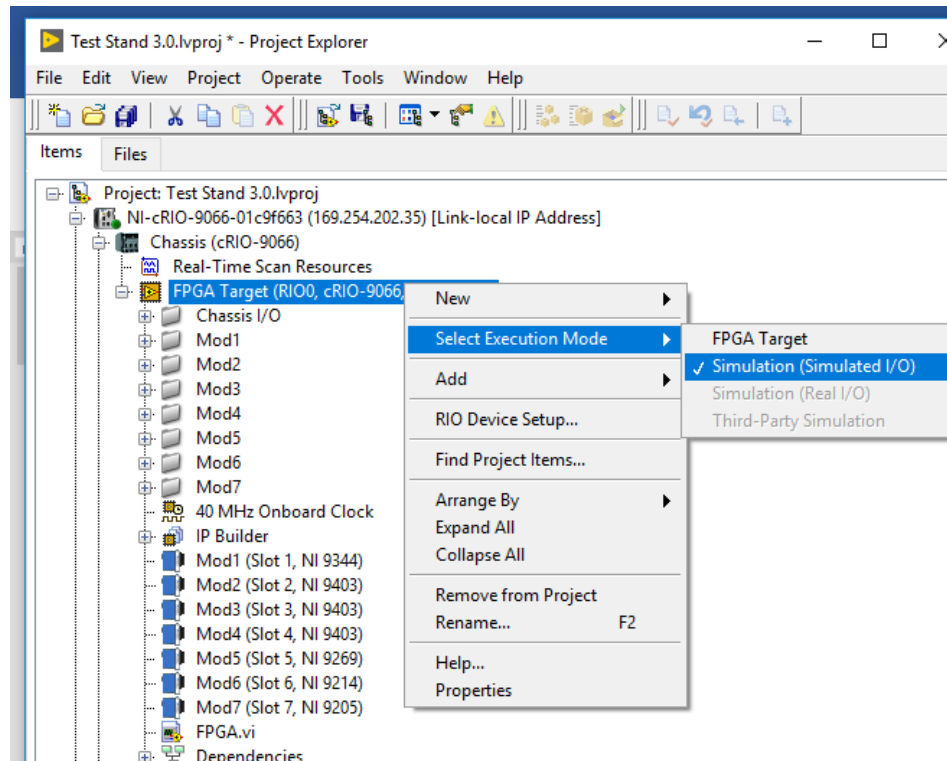 Test Stand 3.0.lvproj * - Project Explorer
File Edit View Project Operate Tools Window Help
Items Files
Project: Test Stand 3.0.lvproj
NI-cRIO-9066-01c9f663 (169.254.202.35) [Link-local IP Address]
Chassis (cRIO-9066)
Real-Time Scan Resources
FPGA Target (RIO0, cRIO-9066,
Chassis I/O
Mod1
Mod2
Mod3
Mod4
Mod5
Mod6
Mod7
40 MHz Onboard Clock
IP Builder
Mod1 (Slot 1, NI 9344)
Mod2 (Slot 2, NI 9403)
Mod3 (Slot 3, NI 9403)
Mod4 (Slot 4, NI 9403)
Mod5 (Slot 5, NI 9269)
Mod6 (Slot 6, NI 9214)
Mod7 (Slot 7, NI 9205)
FPGA.vi
Dependencies
New
Select Execution Mode
Add
RIO Device Setup...
Find Project Items...
Arrange By
Expand All
Collapse All
Remove from Project
Rename... F2
Help...
Properties
FPGA Target
Simulation (Simulated I/O)
Simulation (Real I/O)
Third-Party Simulation